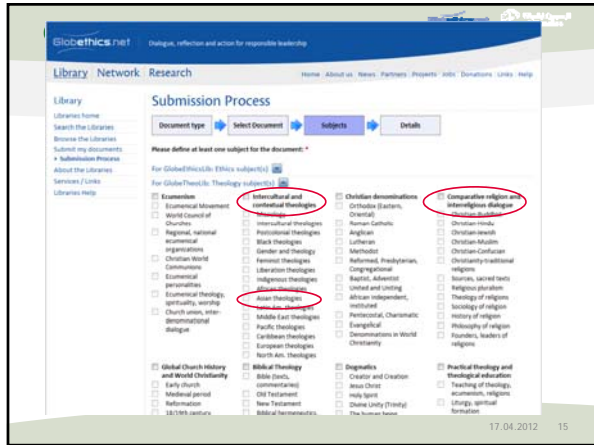 Globethics.net
Dialogue, reflection and action for responsible leadership
Library Network Research
Home About us News Partners Projects Jobs Donations Links Help
Library
Libraries home
Search the Libraries
Browse the Libraries
Submit my documents
Submission Process
About the Libraries
Services / Links
Libraries Help
Submission Process
Document type
Select Document
Subjects
Details
Please define at least one subject for the document: *
For GlobeEthicsLib: Ethics subject(s)
For GlobeTheoLib: Theology subject(s)
Ecumenism
Ecumenical Movement
World Council of
Churches
Regional, national
ecumenical
organizations
Christian World
Communions
Ecumenical
personalities
Ecumenical theology,
spirituality, worship
Church union, inter-
denominational
dialogue
Intercultural and
contextual theologies
Intercultural theologies
Postcolonial theologies
Black theologies
Gender and theology
Feminist theologies
Liberation theologies
Indigenous theologies
African theologies
Asian theologies
Latin Am. theologies
Middle East theologies
Pacific theologies
Caribbean theologies
European theologies
North Am. theologies
Christian denominations
Orthodox (Eastern,
Oriental)
Roman Catholic
Anglican
Lutheran
Methodist
Reformed, Presbyterian,
Congregational
Baptist, Adventist
United and Uniting
African independent,
instituted
Pentecostal, Charismatic
Evangelical
Denominations in World
Christianity
Comparative religion and
interreligious dialogue
Christian-Buddhist
Christian-Hindu
Christian-Jewish
Christian-Muslim
Christian-Confucian
Christianity-traditional
religions
Sources, sacred texts
Religious pluralism
Theology of religions
Sociology of religion
History of religion
Philosophy of religion
Founders, leaders of
religions
Global Church History
and World Christianity
Early church
Medieval period
Reformation
18/19th century
Biblical Theology
Bible (texts,
commentaries)
Old Testament
New Testament
Biblical hermeneutics
Dogmatics
Creator and Creation
Jesus Christ
Holy Spirit
Divine Unity (Trinity)
The human being
Practical theology and
theological education
Teaching of theology,
ecumenism, religions
Liturgy, spiritual
formation
17.04.2012 15